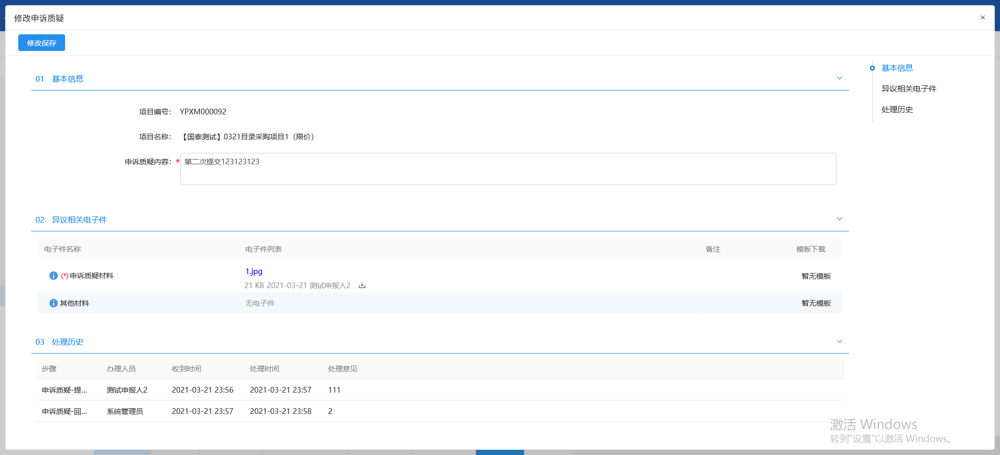 修改申诉质疑
×
修改保存
01 基本信息
项目编号： YPXM000092
项目名称： 【国泰测试】0321目录采购项目1（限价）
申诉质疑内容：* 第二次提交123123123
02 异议相关电子件
电子件名称 电子件列表 备注 模板下载
(*)申诉质疑材料 1.jpg 暂无模板
21 KB 2021-03-21 测试申报人2
其他材料 无电子件 暂无模板
03 处理历史
步骤 办理人员 收到时间 处理时间 处理意见
申诉质疑-提... 测试申报人2 2021-03-21 23:56 2021-03-21 23:57 111
申诉质疑-回... 系统管理员 2021-03-21 23:57 2021-03-21 23:58 2
基本信息
异议相关电子件
处理历史
激活 Windows
转到“设置”以激活 Windows。